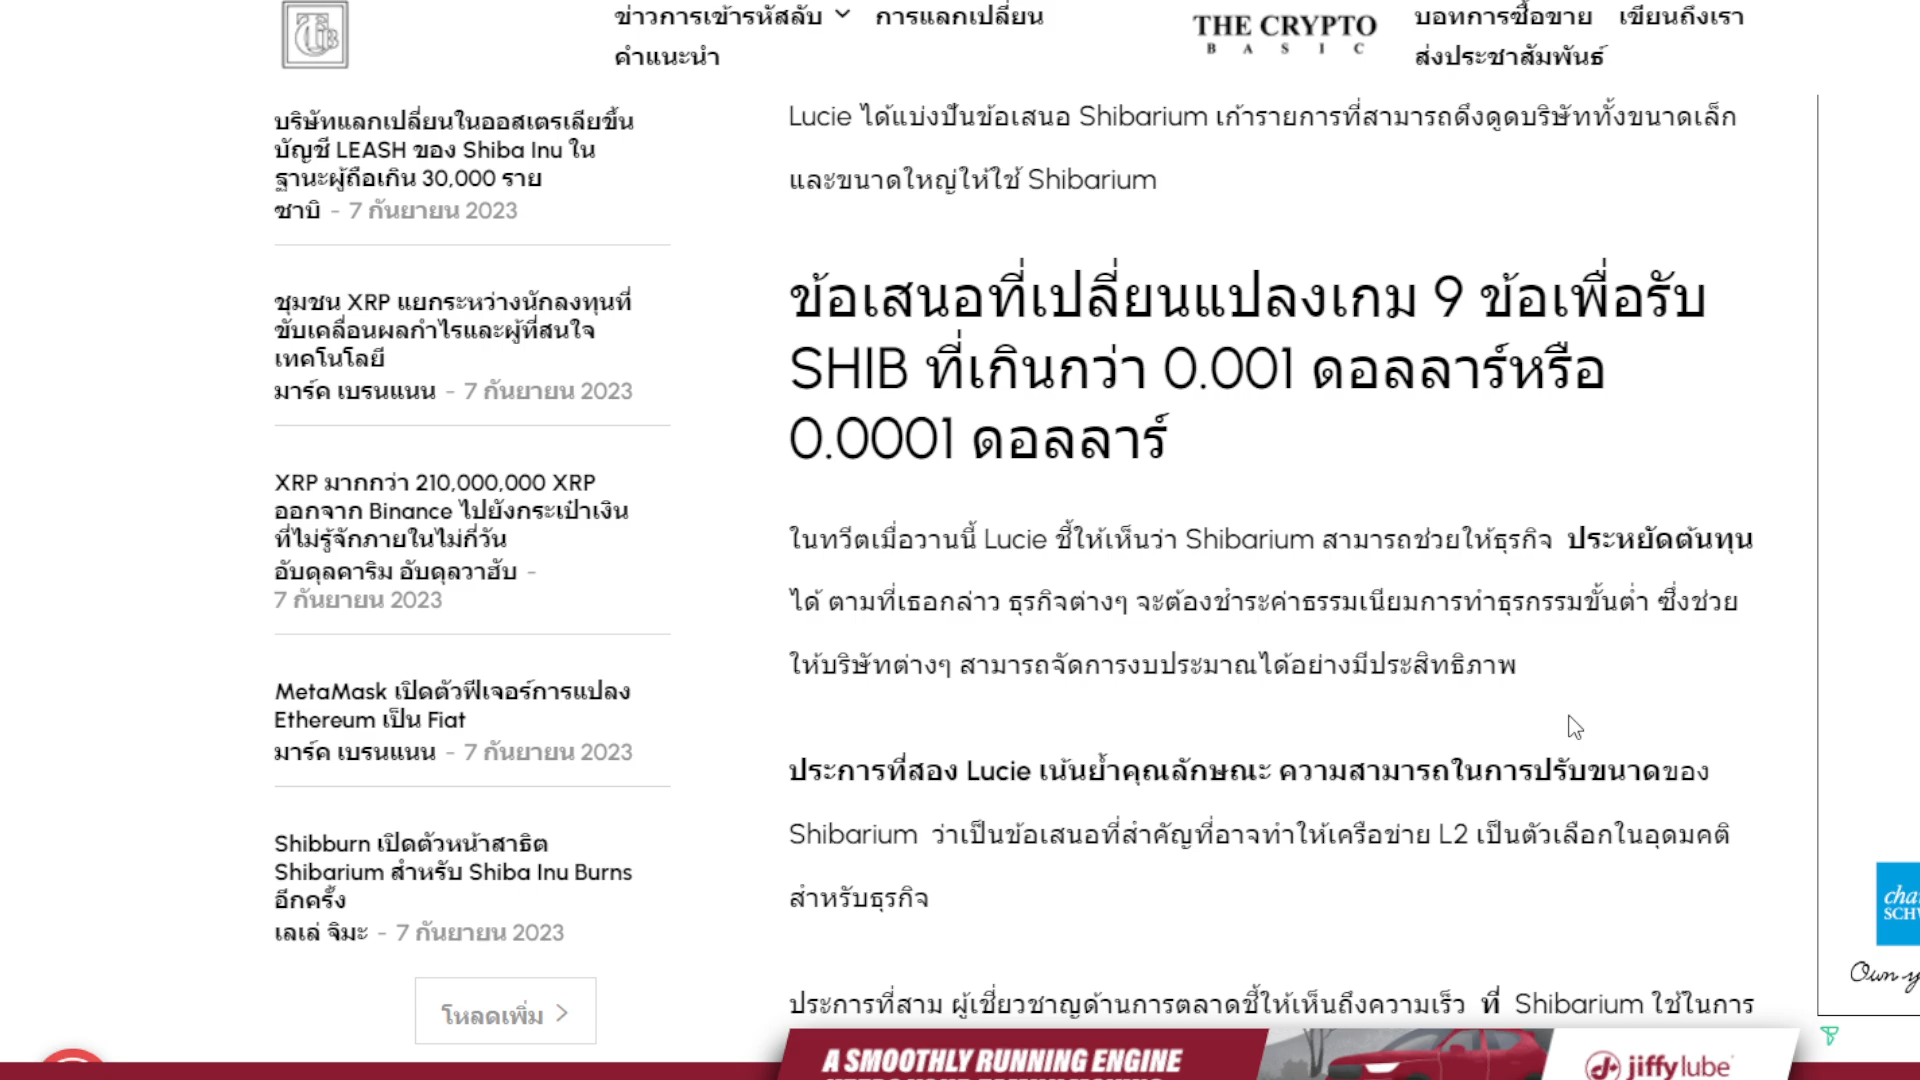 ข่าวการเข้ารหัสลับ
การแลกเปลี่ยน
คำแนะนำ
THE CRYPTO
BASIC
บอทการซื้อขาย
เขียนถึงเรา
ส่งประชาสัมพันธ์
บริษัทแลกเปลี่ยนในออสเตรเลียขึ้น
บัญชี LEASH ของ Shiba Inu ใน
ฐานะผู้ถือเกิน 30,000 ราย
ซาบิ - 7 กันยายน 2023
ชุมชน XRP แยกระหว่างนักลงทุนที่
ขับเคลื่อนผลกำไรและผู้ที่สนใจ
เทคโนโลยี
มาร์ค เบรนแนน - 7 กันยายน 2023
XRP มากกว่า 210,000,000 XRP
ออกจาก Binance ไปยังกระเป๋าเงิน
ที่ไม่รู้จักภายในไม่กี่วัน
อับดุลคาริม อับดุลวาฮับ -
7 กันยายน 2023
MetaMask เปิดตัวฟีเจอร์การแปลง
Ethereum เป็น Fiat
มาร์ค เบรนแนน - 7 กันยายน 2023
Shibburn เปิดตัวหน้าสาธิต
Shibarium สำหรับ Shiba Inu Burns
อีกครั้ง
เลเล่ จิมะ - 7 กันยายน 2023
โหลดเพิ่ม
Lucie ได้แบ่งปันข้อเสนอ Shibarium เก้ารายการที่สามารถดึงดูดบริษัททั้งขนาดเล็ก
และขนาดใหญ่ให้ใช้ Shibarium
ข้อเสนอที่เปลี่ยนแปลงเกม 9 ข้อเพื่อรับ
SHIB ที่เกินกว่า 0.001 ดอลลาร์หรือ
0.0001 ดอลลาร์
ในทวีตเมื่อวานนี้ Lucie ชี้ให้เห็นว่า Shibarium สามารถช่วยให้ธุรกิจ ประหยัดต้นทุน
ได้ ตามที่เธอกล่าว ธุรกิจต่างๆ จะต้องชำระค่าธรรมเนียมการทำธุรกรรมขั้นต่ำ ซึ่งช่วย
ให้บริษัทต่างๆ สามารถจัดการงบประมาณได้อย่างมีประสิทธิภาพ
ประการที่สอง Lucie เน้นย้ำคุณลักษณะ ความสามารถในการปรับขนาดของ
Shibarium ว่าเป็นข้อเสนอที่สำคัญที่อาจทำให้เครือข่าย L2 เป็นตัวเลือกในอุดมคติ
สำหรับธุรกิจ
ประการที่สาม ผู้เชี่ยวชาญด้านการตลาดชี้ให้เห็นถึงความเร็ว ที่ Shibarium ใช้ในการ
A SMOOTHLY RUNNING ENGINE
jiffylube
Own y